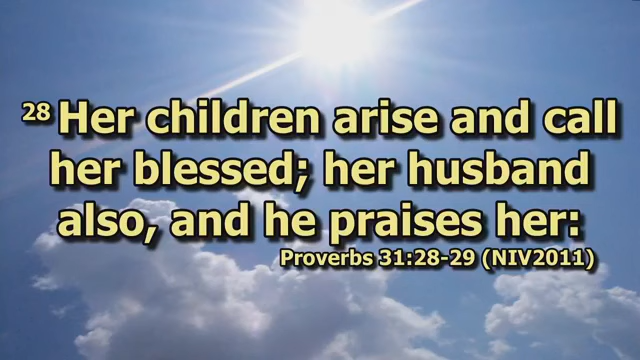 28 Her children arise and call
her blessed; her husband
also, and he praises her:
Proverbs 31:28-29 (NIV2011)